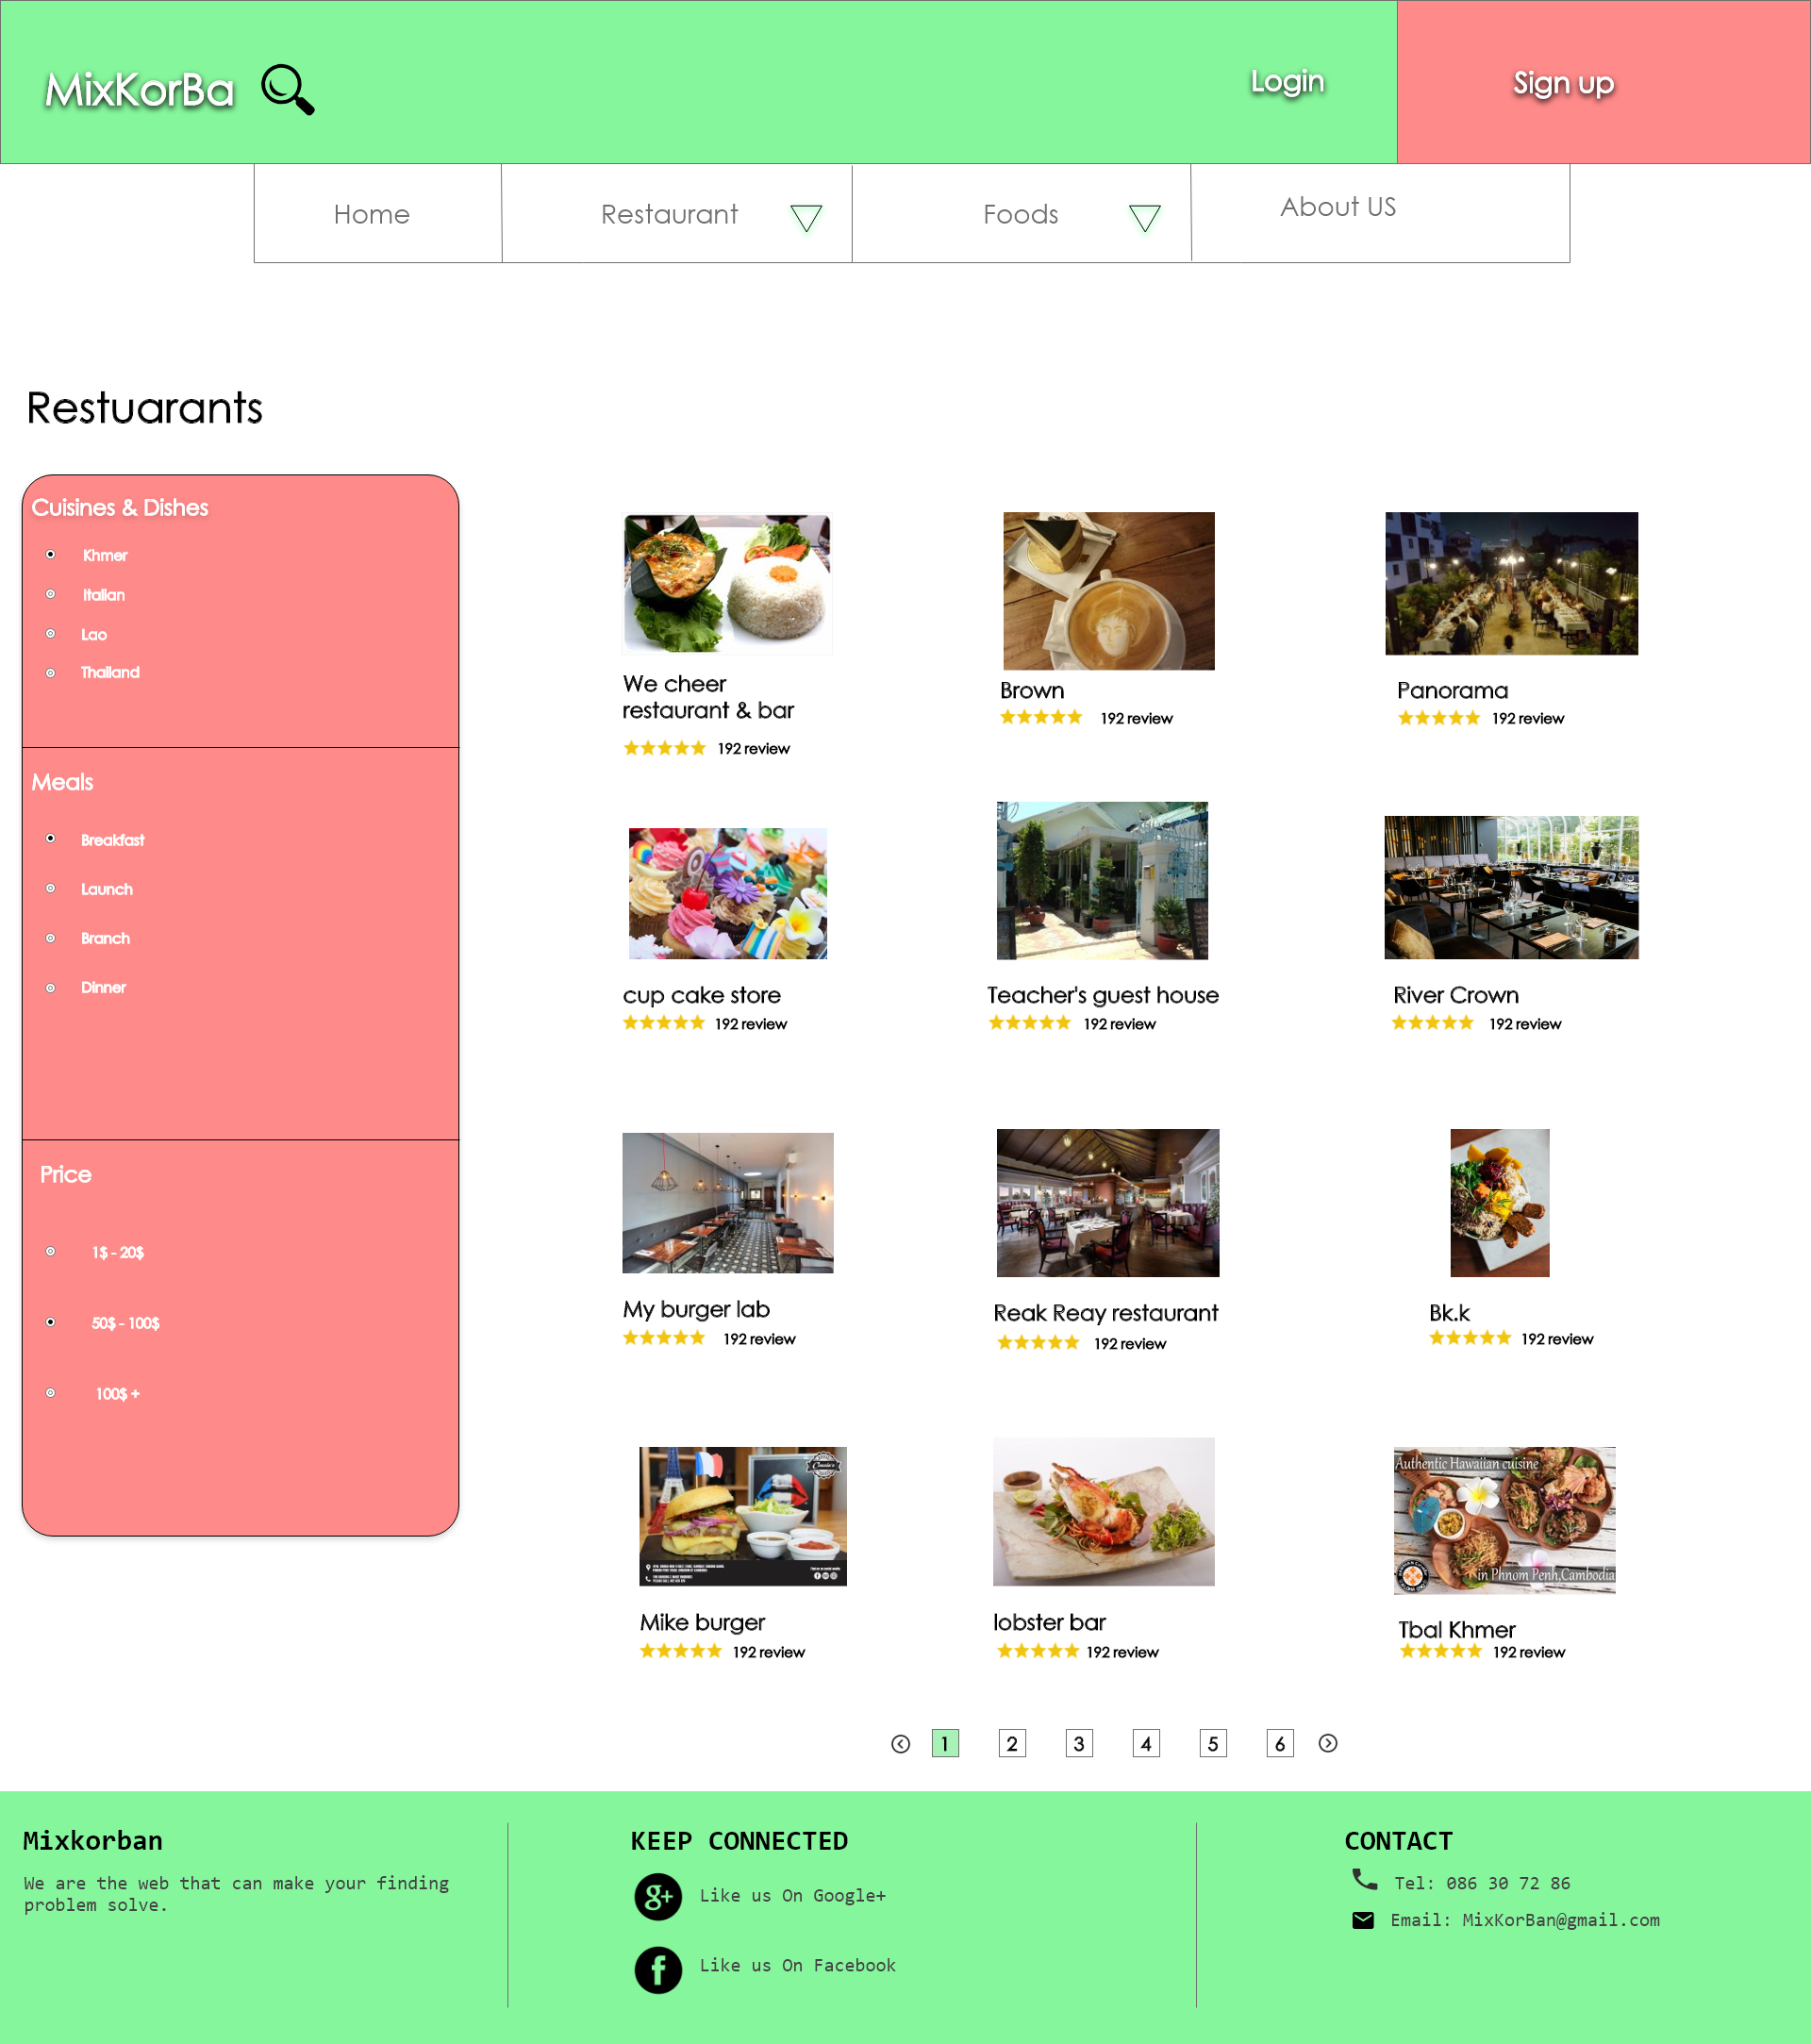 MixKorBa
Login
Sign up
Home
Restaurant
Foods
About US
Restuarants
Cuisines & Dishes
Khmer
Italian
Lao
Thailand
Meals
Breakfast
Launch
Branch
Dinner
Price
1$ - 20$
50$ - 100$
100$ +
We cheer
restaurant & bar
192 review
Brown
192 review
Panorama
192 review
cup cake store
192 review
Teacher's guest house
192 review
River Crown
192 review
My burger lab
192 review
Reak Reay restaurant
192 review
Bk.k
192 review
Mike burger
192 review
lobster bar
192 review
Authentic Hawaiian cuisine
in Phnom Penh,Cambodia
Tbal Khmer
192 review
1
2
3
4
5
6
Mixkorban
We are the web that can make your finding
problem solve.
KEEP CONNECTED
g+
Like us On Google+
f
Like us On Facebook
CONTACT
Tel: 086 30 72 86
Email: MixKorBan@gmail.com